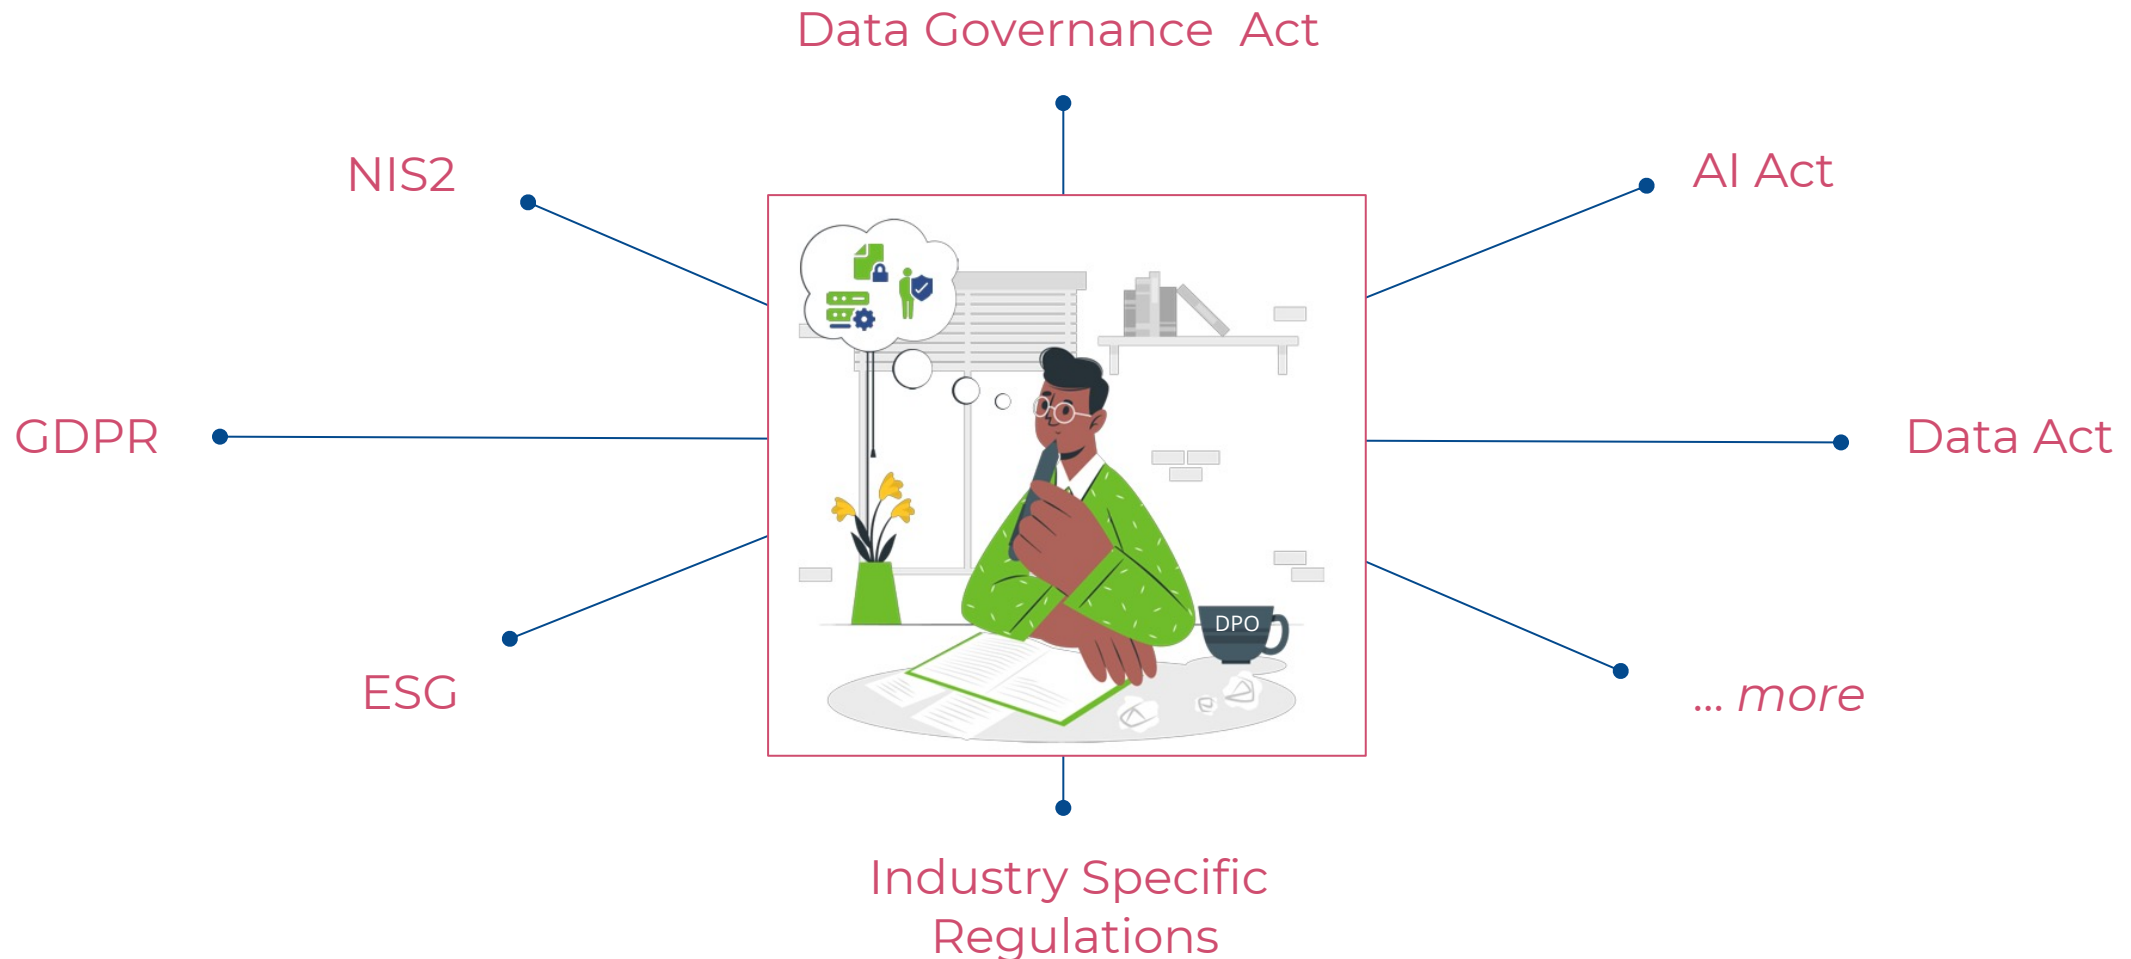 Data Governance Act
NIS2
AI Act
GDPR
Data Act
DPO
ESG
... more
Industry Specific
Regulations